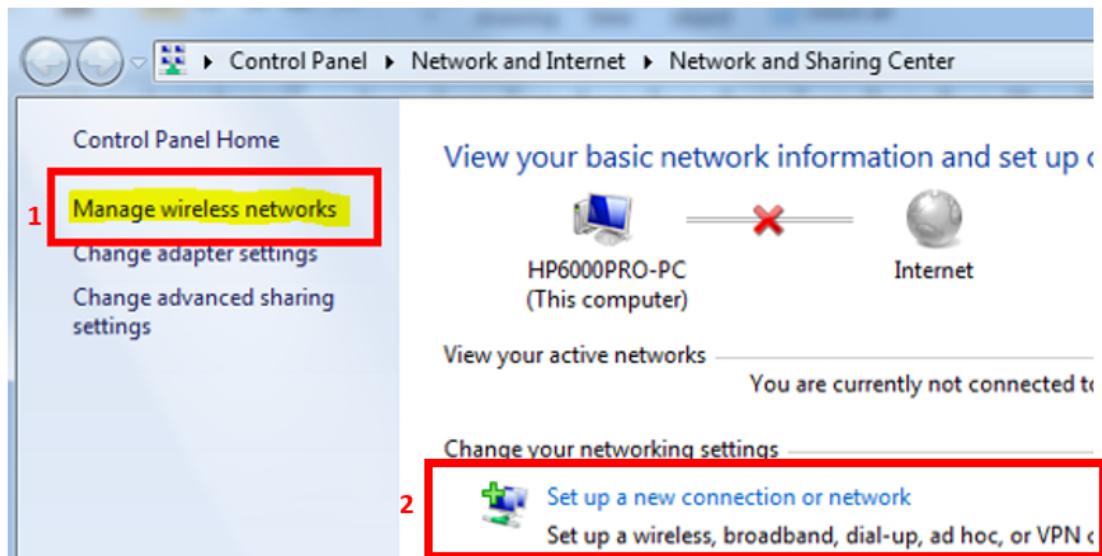 Control Panel ▸ Network and Internet ▸ Network and Sharing Center
Control Panel Home
1 Manage wireless networks
Change adapter settings
Change advanced sharing
settings
View your basic network information and set up
HP6000PRO-PC
(This computer)
Internet
View your active networks
You are currently not connected to
Change your networking settings
2 Set up a new connection or network
Set up a wireless, broadband, dial-up, ad hoc, or VPN